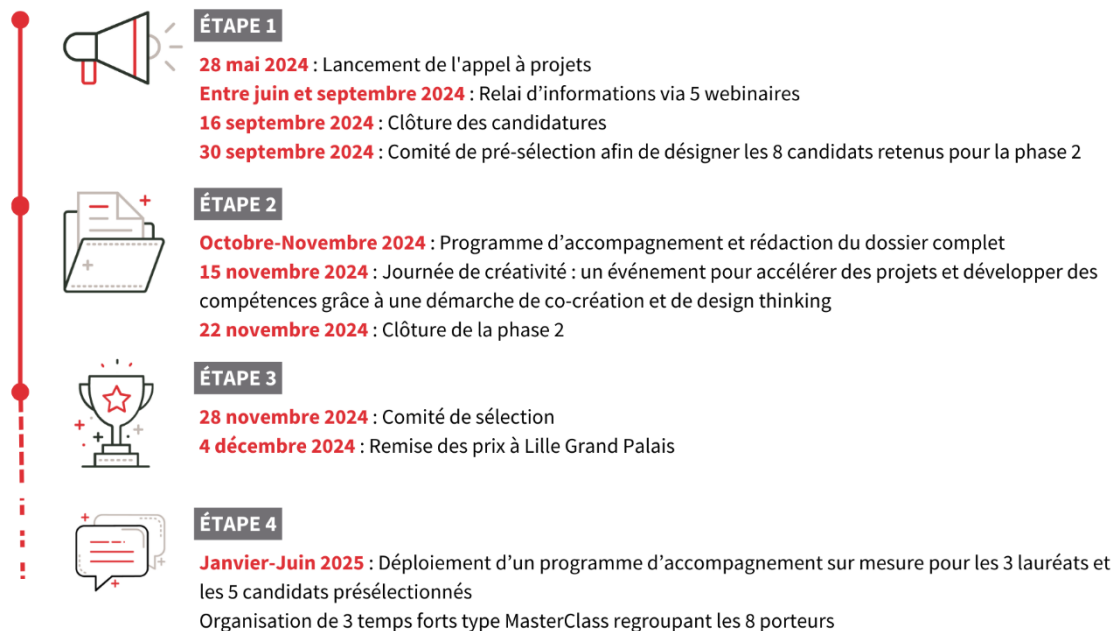 ÉTAPE 1
28 mai 2024 : Lancement de l'appel à projets
Entre juin et septembre 2024 : Relai d’informations via 5 webinaires
16 septembre 2024 : Clôture des candidatures
30 septembre 2024 : Comité de pré-sélection afin de désigner les 8 candidats retenus pour la phase 2
ÉTAPE 2
Octobre-Novembre 2024 : Programme d’accompagnement et rédaction du dossier complet
15 novembre 2024 : Journée de créativité : un événement pour accélérer des projets et développer des
compétences grâce à une démarche de co-création et de design thinking
22 novembre 2024 : Clôture de la phase 2
ÉTAPE 3
28 novembre 2024 : Comité de sélection
4 décembre 2024 : Remise des prix à Lille Grand Palais
ÉTAPE 4
Janvier-Juin 2025 : Déploiement d’un programme d’accompagnement sur mesure pour les 3 lauréats et
les 5 candidats présélectionnés
Organisation de 3 temps forts type MasterClass regroupant les 8 porteurs